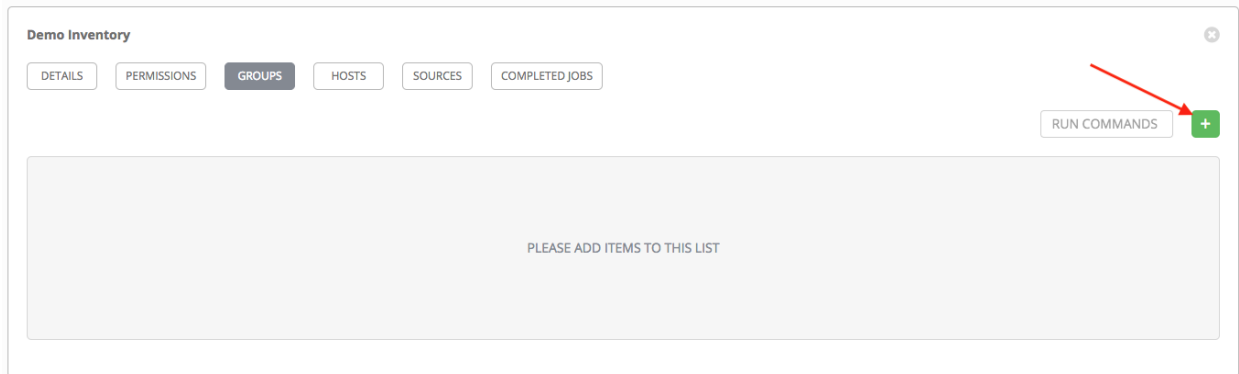 Demo Inventory
DETAILS PERMISSIONS GROUPS HOSTS SOURCES COMPLETED JOBS
RUN COMMANDS +
PLEASE ADD ITEMS TO THIS LIST